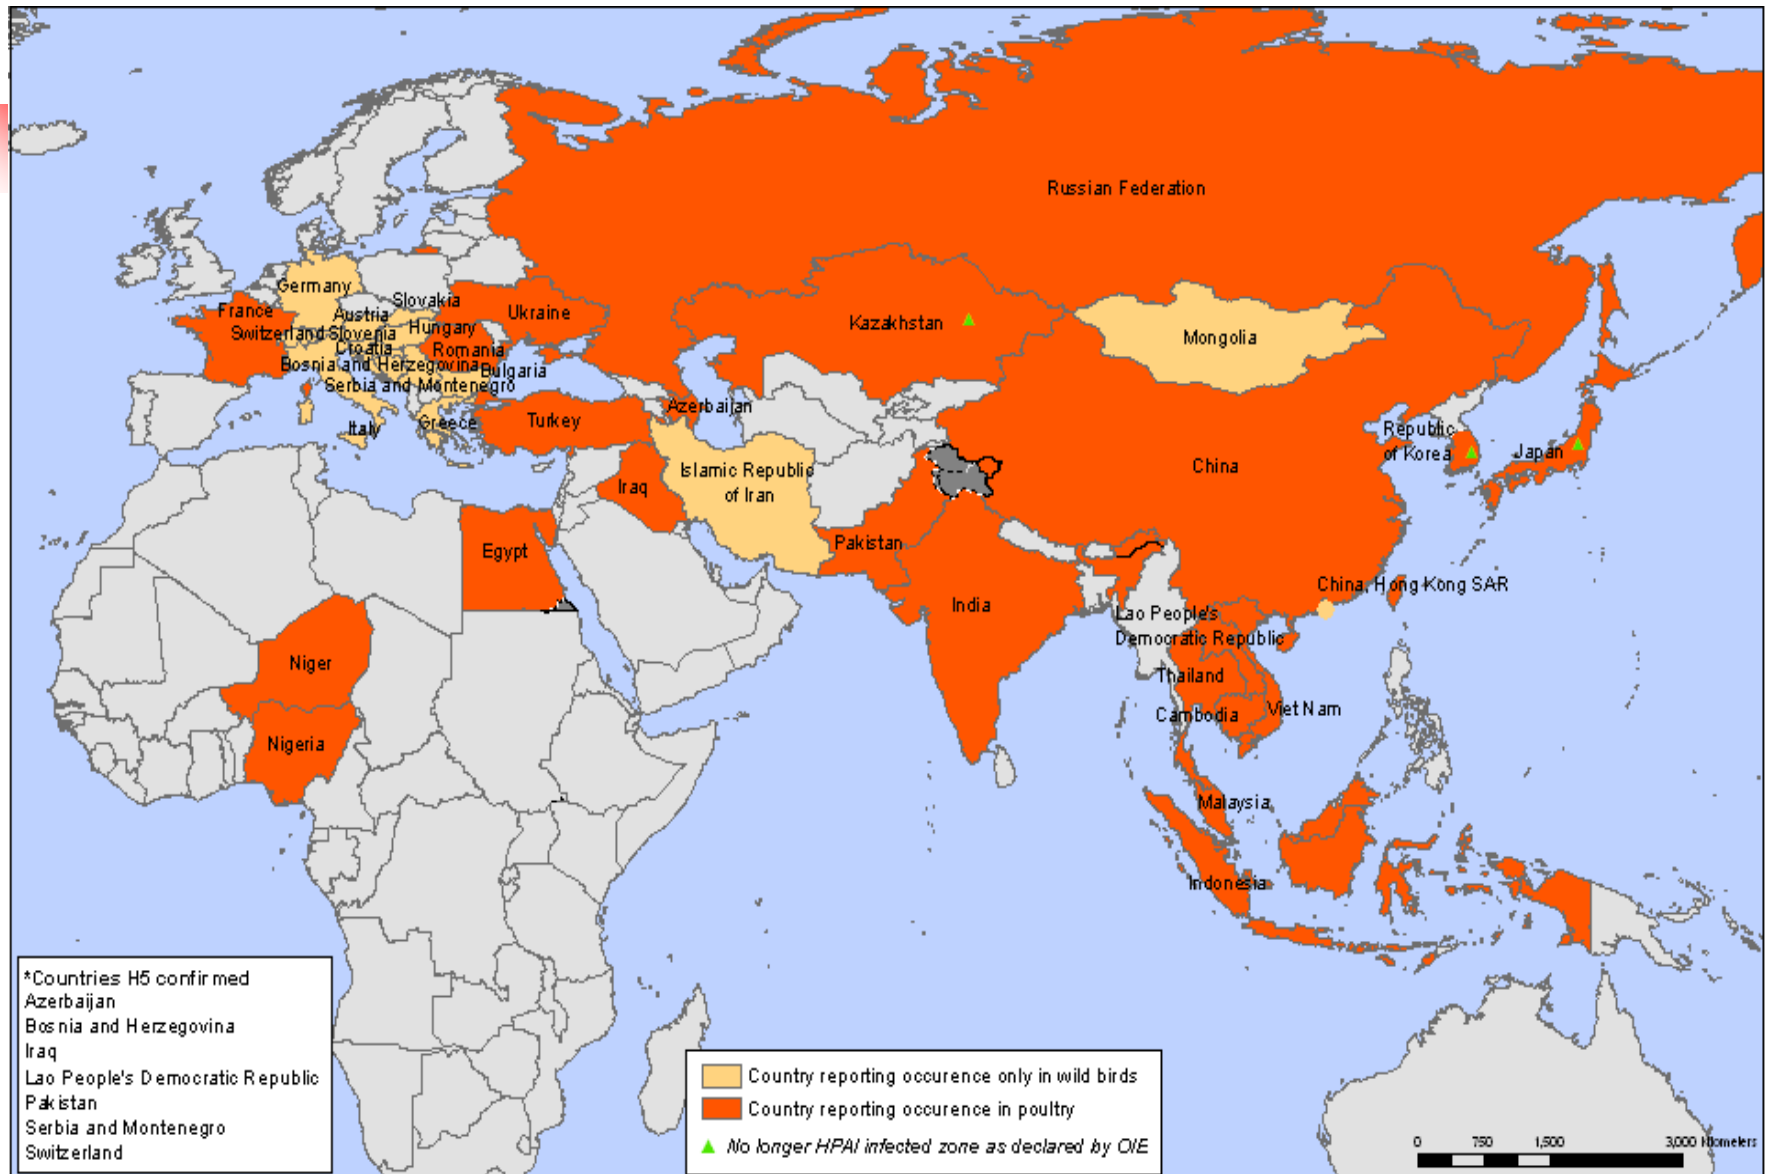 Russian Federation
Germany
Slovakia
France
Austria
Ukraine
Hungary
Switzerland Slovenia
Kazakhstan
Mongolia
Croatia
Romania
Bosnia and Herzegovina
Bulgaria
Serbia and Montenegro
Azerbaijan
Turkey
Greece
Italy
Republic
of Korea
Japan
Islamic Republic
of Iran
China
Iraq
Pakistan
Egypt
China, Hong Kong SAR
India
Lao People's
Democratic Republic
Niger
Thailand
Cambodia
Viet Nam
Nigeria
Malaysia
Indonesia
*Countries H5 confirmed
Azerbaijan
Bosnia and Herzegovina
Iraq
Lao People's Democratic Republic
Pakistan
Serbia and Montenegro
Switzerland
Country reporting occurence only in wild birds
Country reporting occurence in poultry
No longer HPAI infected zone as declared by OIE
0 750 1,500 3,000 Kilometers